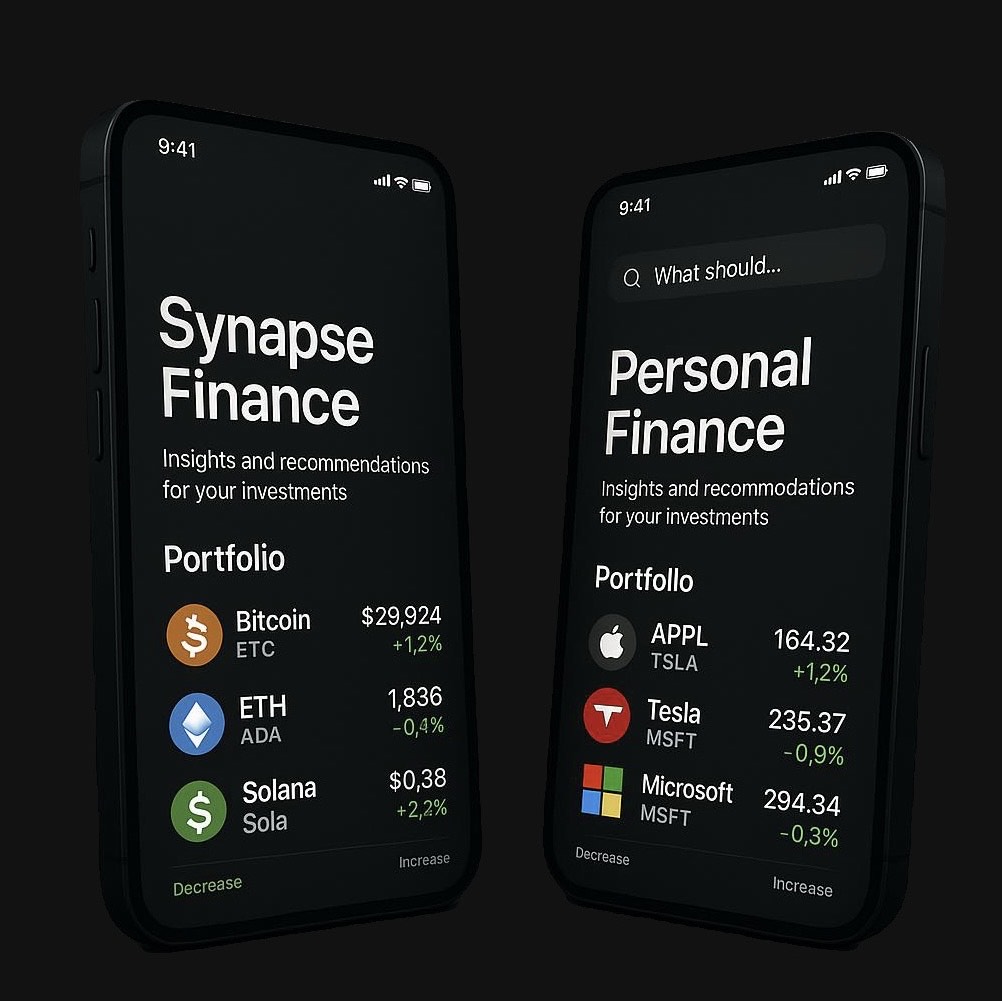 9:41
Synapse
Finance
Insights and recommendations
for your investments
Portfolio
Bitcoin
ETC
$29,924
+1,2%
ETH
ADA
1,836
-0,4%
Solana
Sola
$0,38
+2,2%
Increase
Decrease
9:41
What should...
Personal
Finance
Insights and recommodations
for your investments
Portfollo
APPL
TSLA
164.32
+1,2%
Tesla
MSFT
235.37
-0,9%
Microsoft
MSFT
294.34
-0,3%
Decrease
Increase